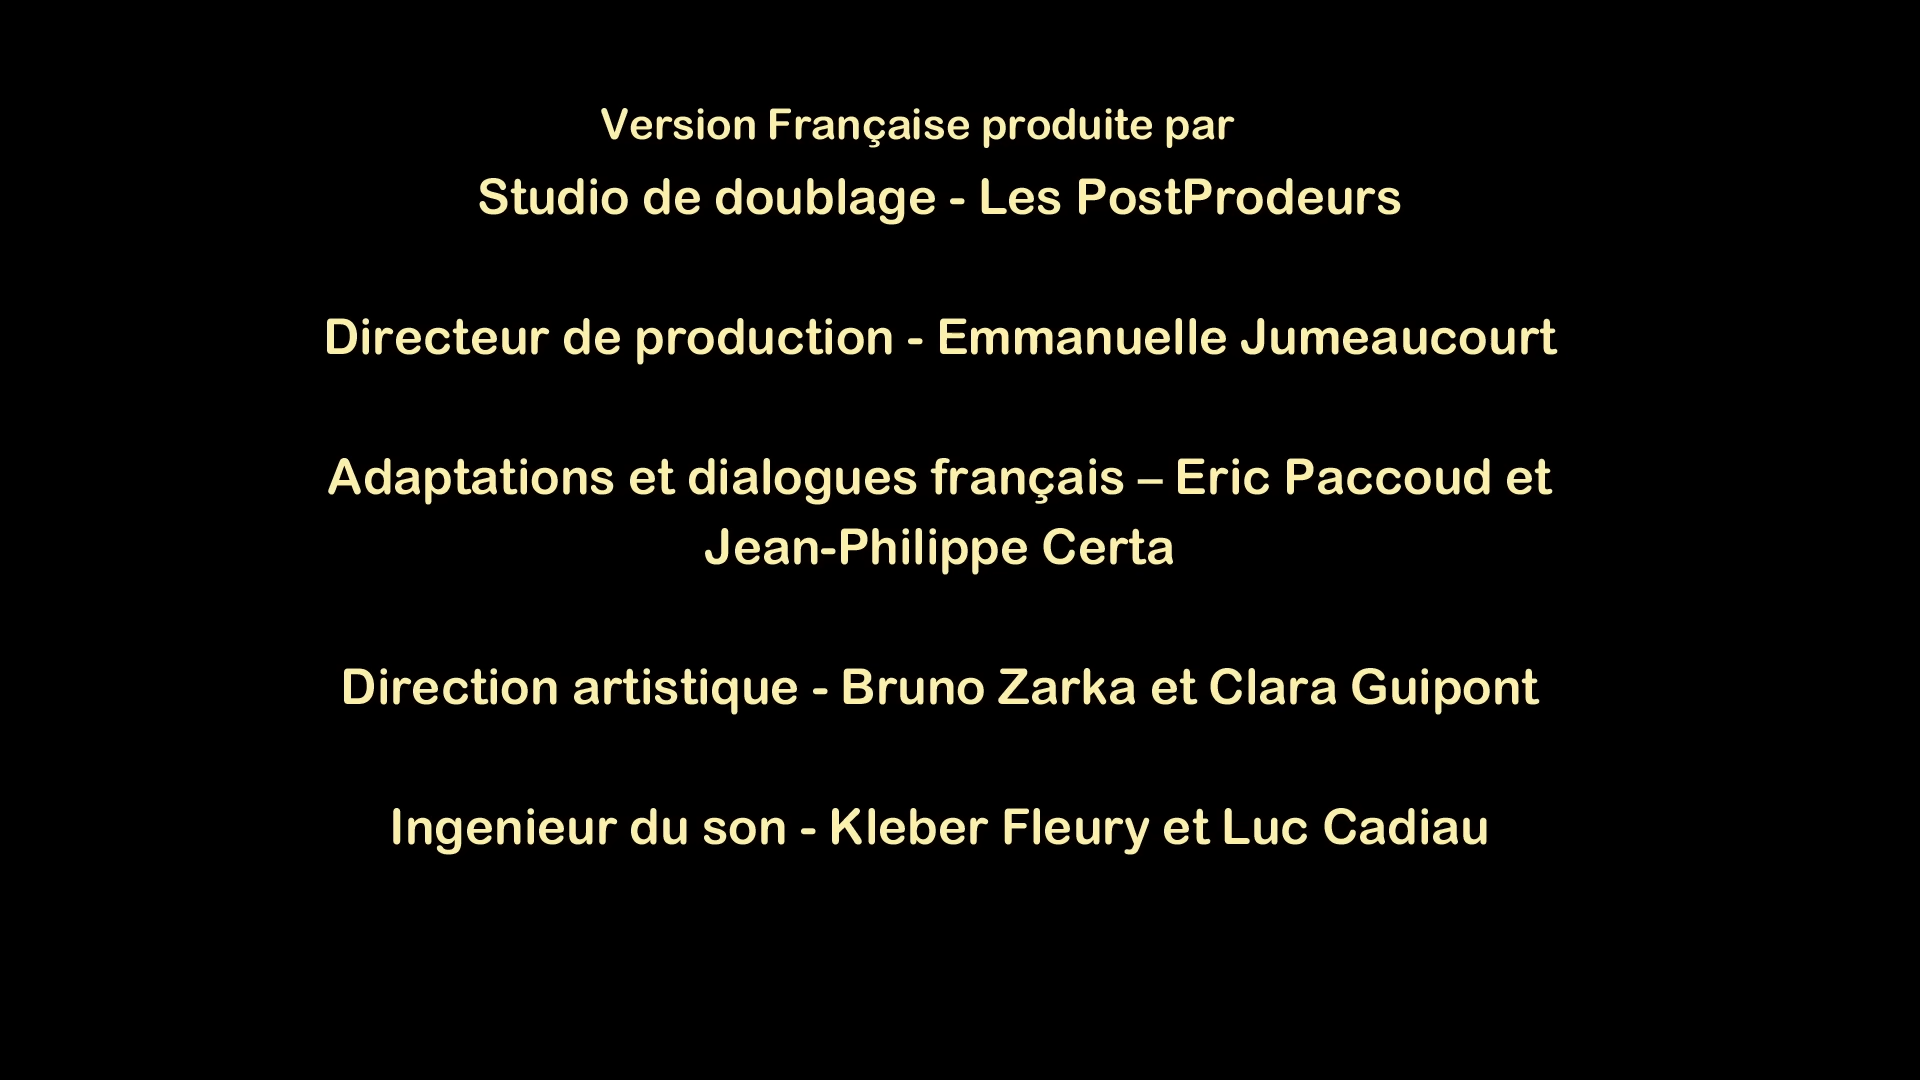 Version Française produite par
Studio de doublage - Les PostProdeurs
Directeur de production - Emmanuelle Jumeaucourt
Adaptations et dialogues français – Eric Paccoud et
Jean-Philippe Certa
Direction artistique - Bruno Zarka et Clara Guipont
Ingenieur du son - Kleber Fleury et Luc Cadiau